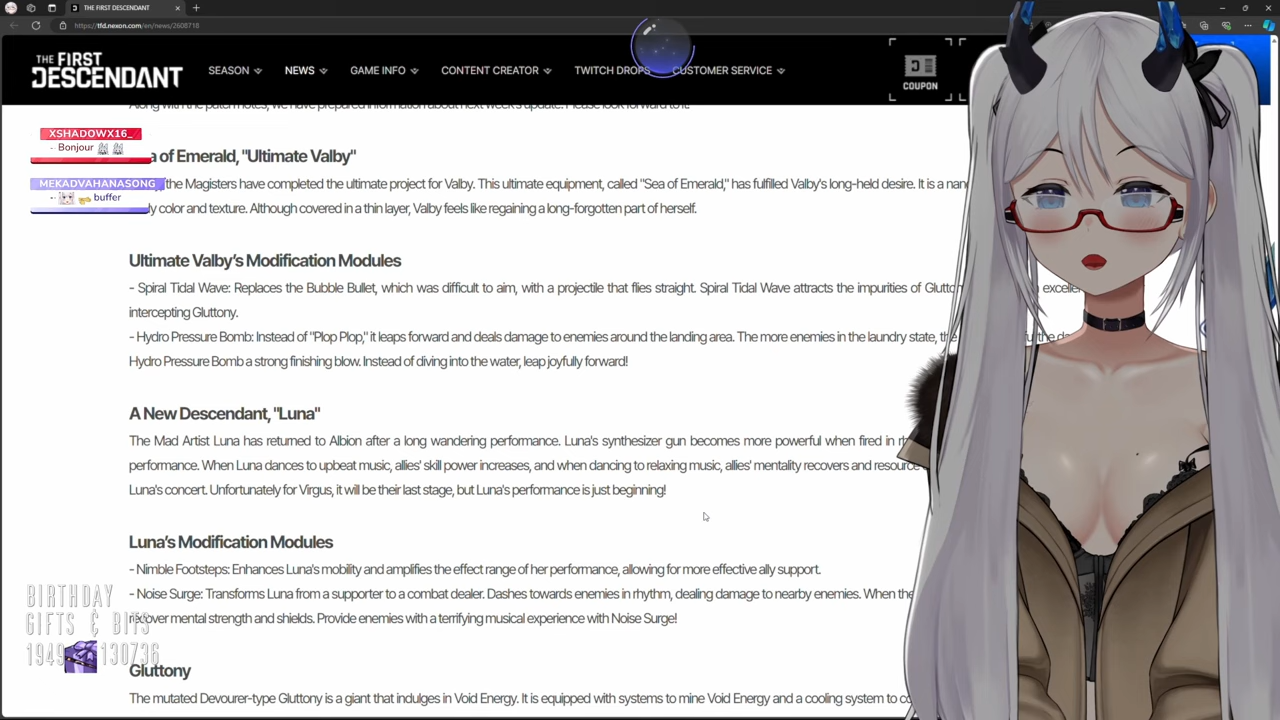 THE FIRST DESCENDANT
https://tfd.nexon.com/en/news/2608718
THE FIRST
DESCENDANT
SEASON
NEWS
GAME INFO
CONTENT CREATOR
TWITCH DROPS
CUSTOMER SERVICE
COUPON
Along with the patch notes, we have prepared information about next week's update. Please look forward to it.
XSHADOWX16_
Bonjour
a of Emerald, "Ultimate Valby"
MEKADVAHANASONG
buffer
the Magisters have completed the ultimate project for Valby. This ultimate equipment, called "Sea of Emerald," has fulfilled Valby's long-held desire. It is a
color and texture. Although covered in a thin layer, Valby feels like regaining a long-forgotten part of herself.
Ultimate Valby's Modification Modules
- Spiral Tidal Wave: Replaces the Bubble Bullet, which was difficult to aim, with a projectile that flies straight. Spiral Tidal Wave attracts the impurities of
intercepting Gluttony.
- Hydro Pressure Bomb: Instead of "Plop Plop," it leaps forward and deals damage to enemies around the landing area. The more enemies in the laundry state,
Hydro Pressure Bomb a strong finishing blow. Instead of diving into the water, leap joyfully forward!
A New Descendant, "Luna"
The Mad Artist Luna has returned to Albion after a long wandering performance. Luna's synthesizer gun becomes more powerful when fired in
performance. When Luna dances to upbeat music, allies' skill power increases, and when dancing to relaxing music, allies' mentality recovers and
Luna's concert. Unfortunately for Virgus, it will be their last stage, but Luna's performance is just beginning!
Luna's Modification Modules
- Nimble Footsteps: Enhances Luna's mobility and amplifies the effect range of her performance, allowing for more effective ally support.
- Noise Surge: Transforms Luna from a supporter to a combat dealer. Dashes towards enemies in rhythm, dealing damage to nearby enemies. When the
recover mental strength and shields. Provide enemies with a terrifying musical experience with Noise Surge!
BIRTHDAY
GIFTS & BITS
1949
130736
Gluttony
The mutated Devourer-type Gluttony is a giant that indulges in Void Energy. It is equipped with systems to mine Void Energy and a cooling system to